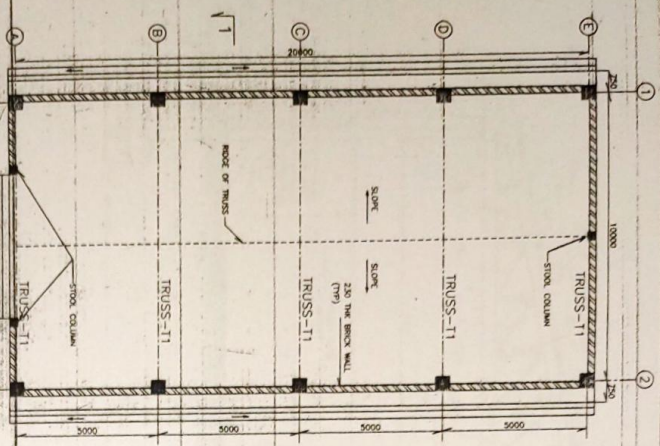 A
B
C
D
E
1
20000
250
1
10000
RIDGE OF TRUSS
SLOPE
SLOPE
STOOL COLUMN
STOOL COLUMN
230 THK BRICK WALL
(TYP)
TRUSS-T1
TRUSS-T1
TRUSS-T1
TRUSS-T1
TRUSS-T1
2
250
5000
5000
5000
5000